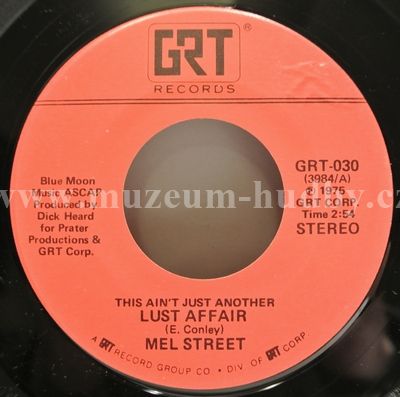 GRT
®
RECORDS
Blue Moon
Music ASCAP
Produced by
Dick Heard
for Prater
Productions &
GRT Corp.
GRT-030
(3984/A)
℗ 1975
GRT CORP.
Time 2:54
STEREO
www.muzeum-hudby.cz
THIS AIN'T JUST ANOTHER
LUST AFFAIR
(E. Conley)
MEL STREET
A GRT RECORD GROUP CO. • DIV. OF GRT CORP.